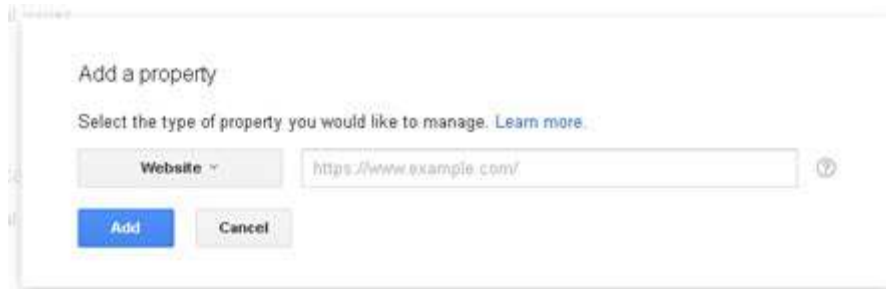 Add a property
Select the type of property you would like to manage. Learn more.
Website https://www.example.com/ ?
Add Cancel